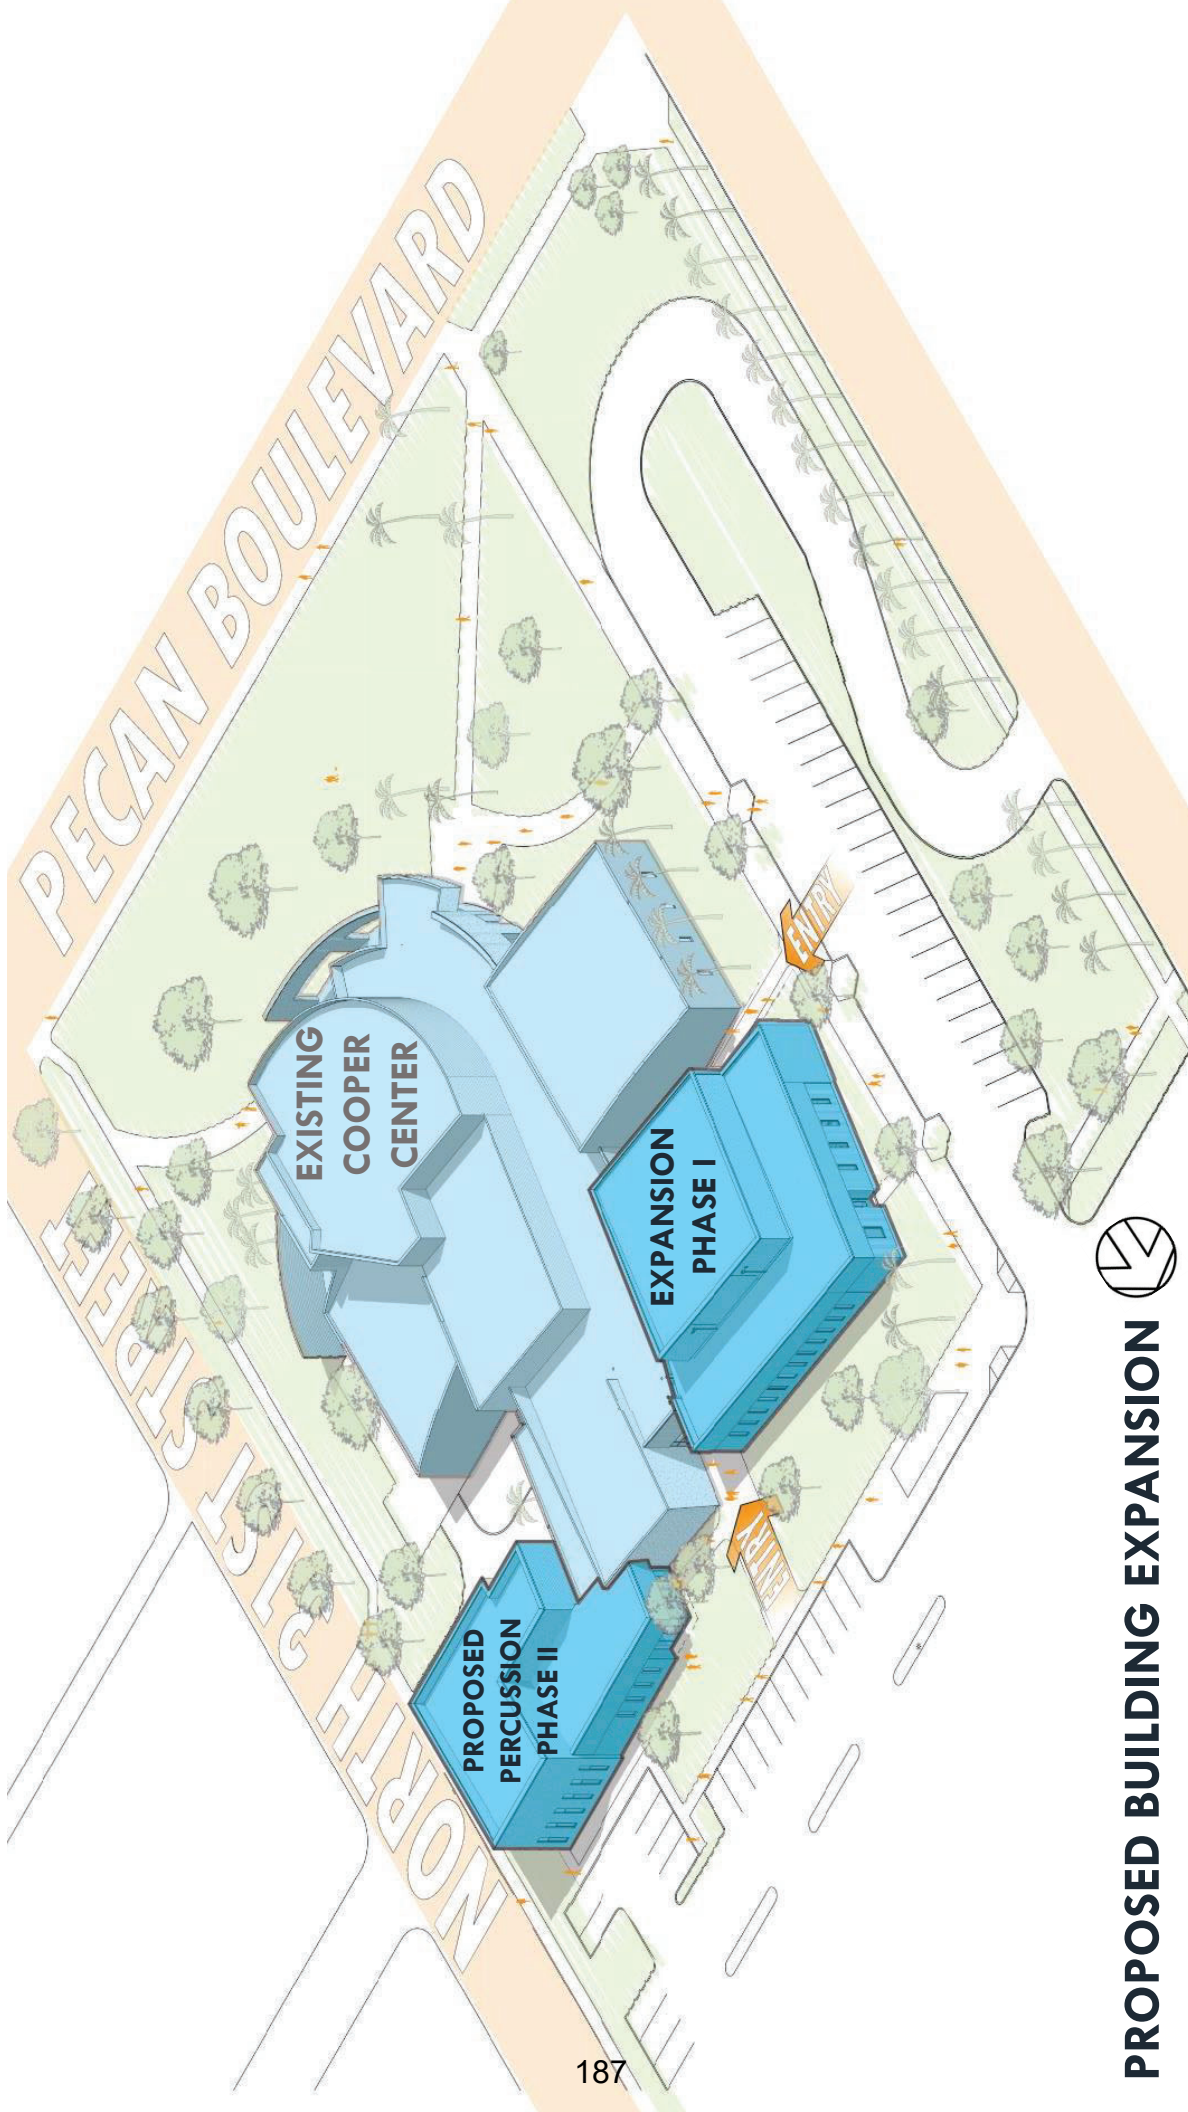 PECAN BOULEVARD
NORTH 31ST STREET
EXISTING
COOPER
CENTER
EXPANSION
PHASE I
PROPOSED
PERCUSSION
PHASE II
ENTRY
ENTRY
PROPOSED BUILDING EXPANSION
187